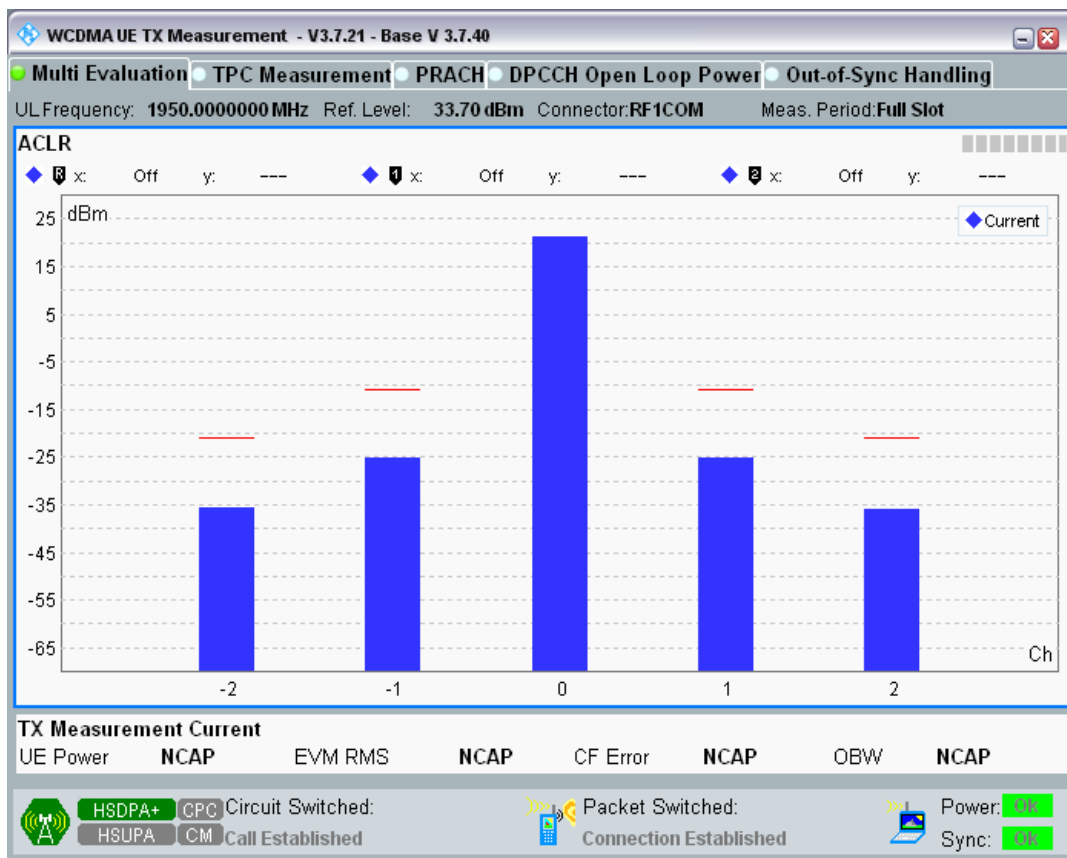 WCDMA UE TX Measurement - V3.7.21 - Base V 3.7.40
Multi Evaluation TPC Measurement PRACH DPCCH Open Loop Power Out-of-Sync Handling
UL Frequency: 1950.0000000 MHz Ref. Level: 33.70 dBm Connector:RF1COM Meas. Period:Full Slot
ACLR
R x: Off y: --- 1 x: Off y: --- 2 x: Off y: ---
dBm
Current
25
15
5
-5
-15
-25
-35
-45
-55
-65
Ch
-2 -1 0 1 2
TX Measurement Current
UE Power NCAP EVM RMS NCAP CF Error NCAP OBW NCAP
HSDPA+ CPC Circuit Switched: Packet Switched: Power: Ok
HSUPA CM Call Established Connection Established Sync: Ok